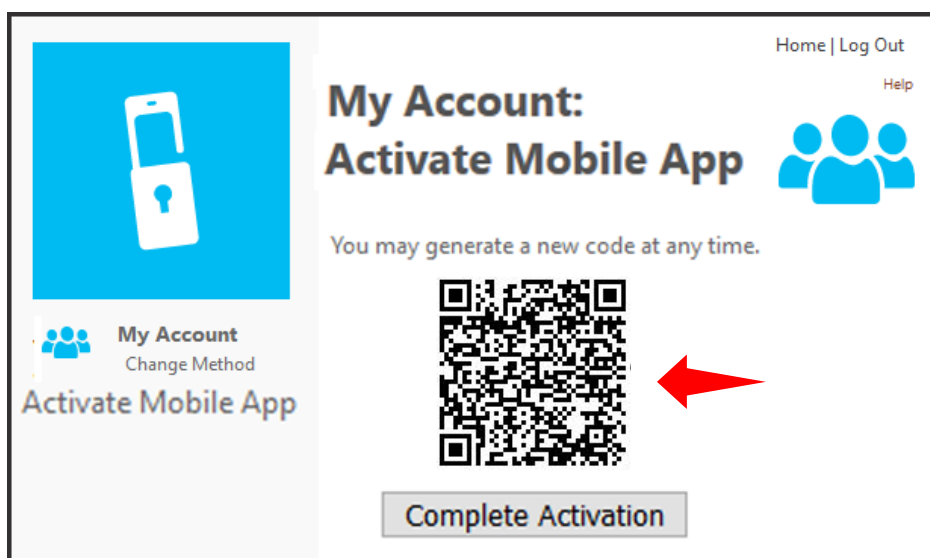 Home | Log Out
Help
My Account:
Activate Mobile App
You may generate a new code at any time.
My Account
Change Method
Activate Mobile App
Complete Activation